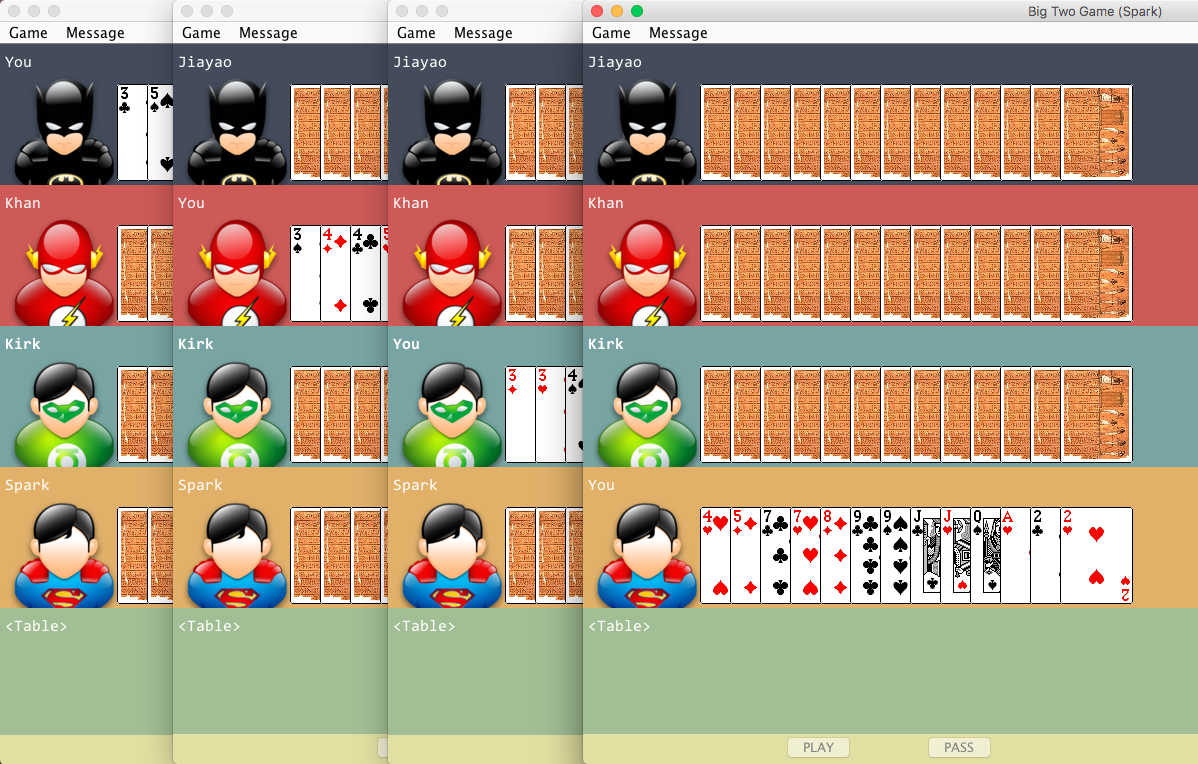 Big Two Game (Spark)
Game Message
Game Message
Game Message
Game Message
You
3 5
Jiayao
Jiayao
Jiayao
Khan
You
3 4 4 5
Khan
Khan
Kirk
Kirk
You
3 3 4
Kirk
Spark
Spark
Spark
You
4 5 7 7 8 9 9 J J Q A 2 2
2
<Table>
<Table>
<Table>
<Table>
PLAY PASS